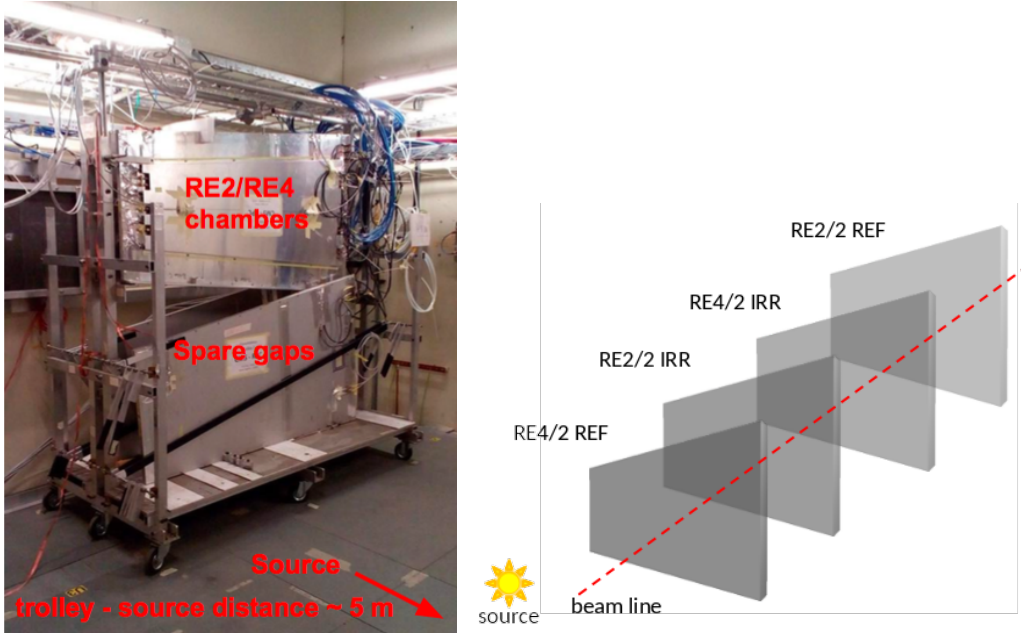 RE2/RE4
chambers
Spare gaps
Source
trolley - source distance ~ 5 m
RE2/2 REF
RE4/2 IRR
RE2/2 IRR
RE4/2 REF
source
beam line